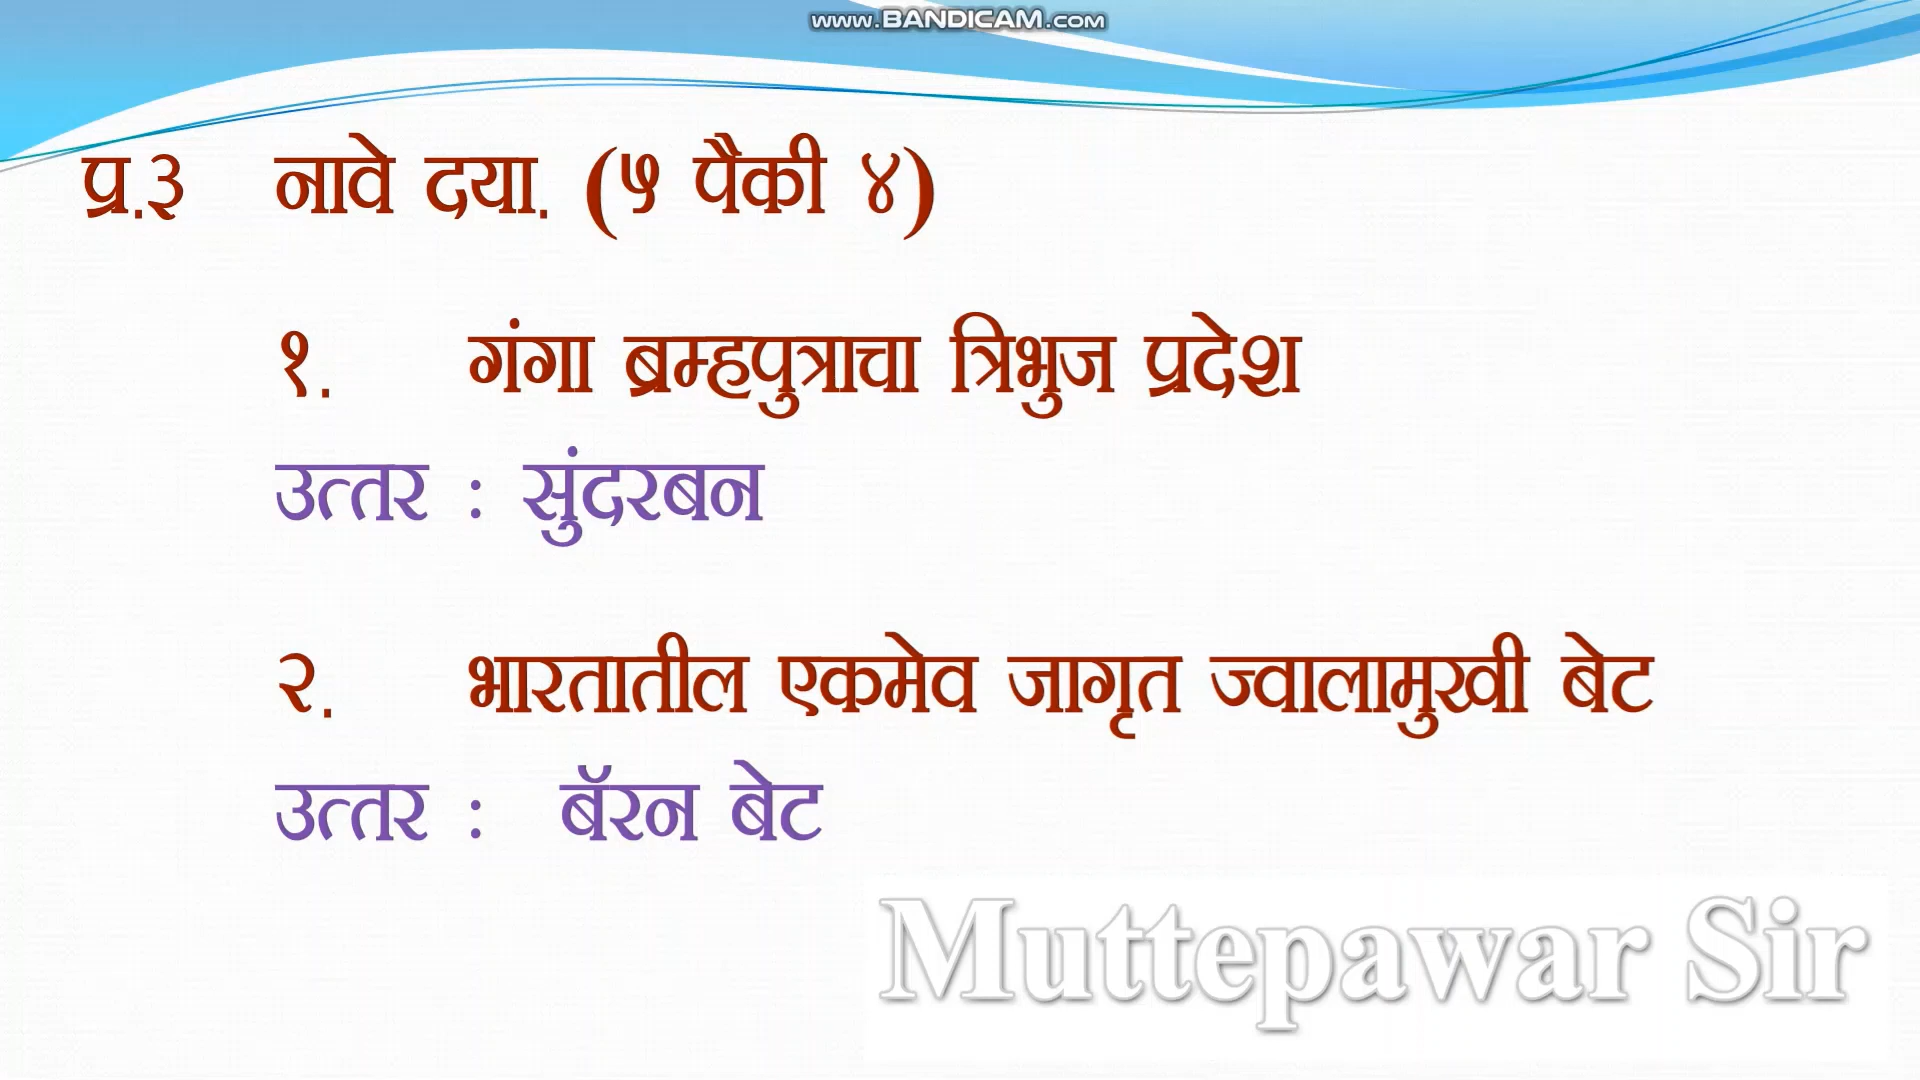 www.BANDICAM.com
प्र.३ नावे दया. (५ पैकी ४)
१. गंगा ब्रम्हपुत्राचा त्रिभुज प्रदेश
उत्तर : सुंदरबन
२. भारतातील एकमेव जागृत ज्वालामुखी बेट
उत्तर : बॅरन बेट
Muttepawar Sir